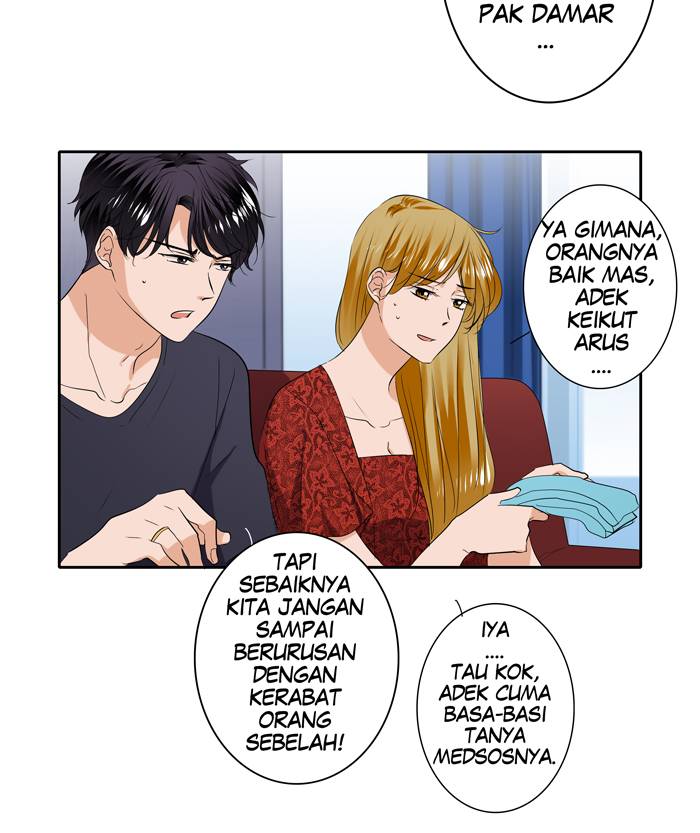 PAK DAMAR
...
YA GIMANA,
ORANGNYA
BAIK MAS,
ADEK
KEIKUT
ARUS
....
TAPI
SEBAIKNYA
KITA JANGAN
SAMPAI
BERURUSAN
DENGAN
KERABAT
ORANG
SEBELAH!
IYA
....
TAU KOK,
ADEK CUMA
BASA-BASI
TANYA
MEDSOSNYA.